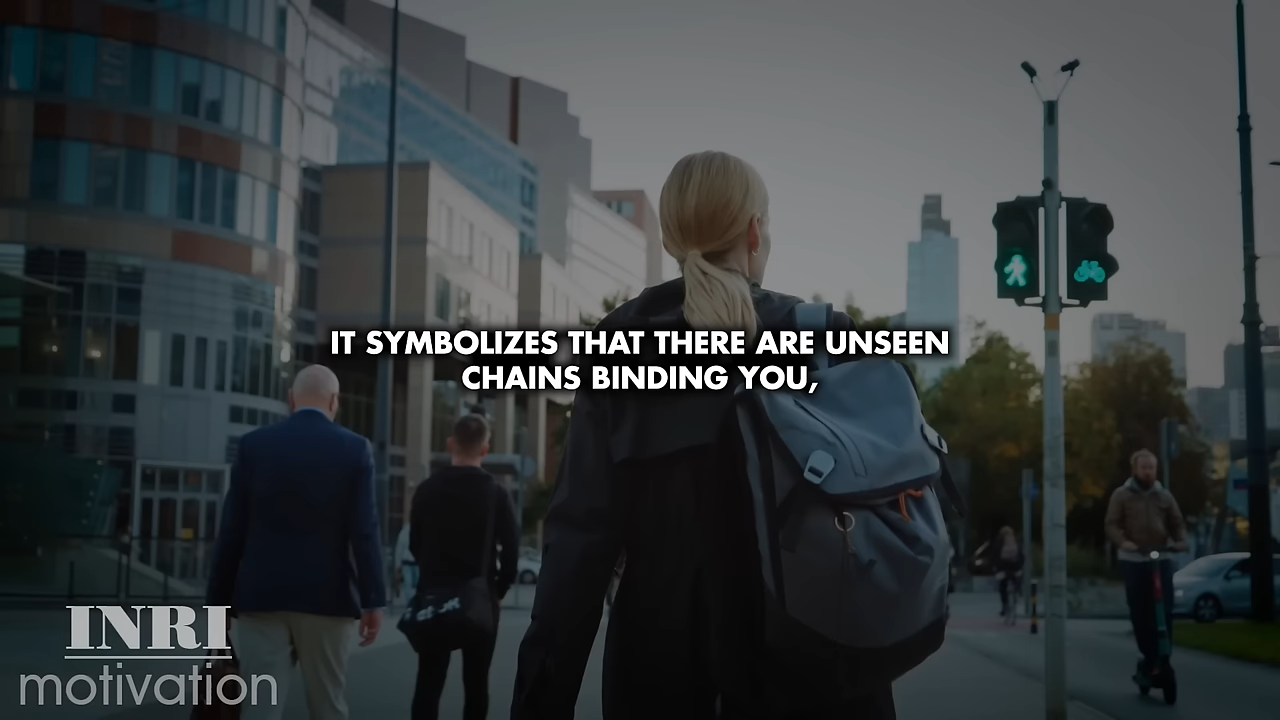 IT SYMBOLIZES THAT THERE ARE UNSEEN
CHAINS BINDING YOU,
INRI
motivation